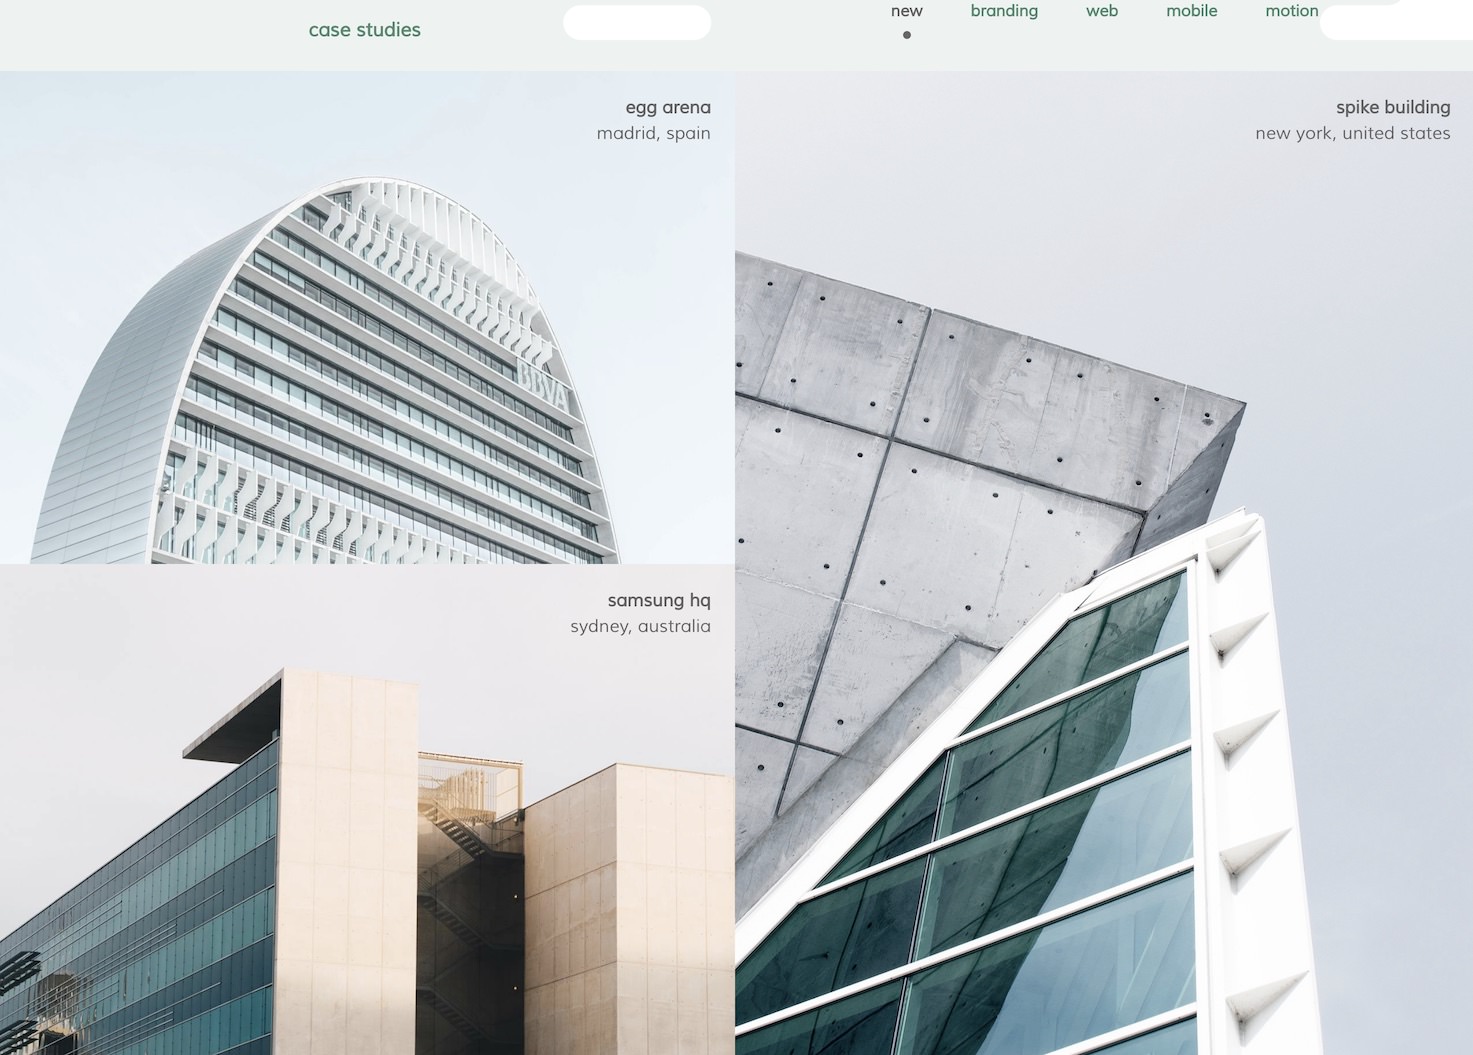 case studies
new
branding
web
mobile
motion
egg arena
madrid, spain
BBVA
samsung hq
sydney, australia
spike building
new york, united states